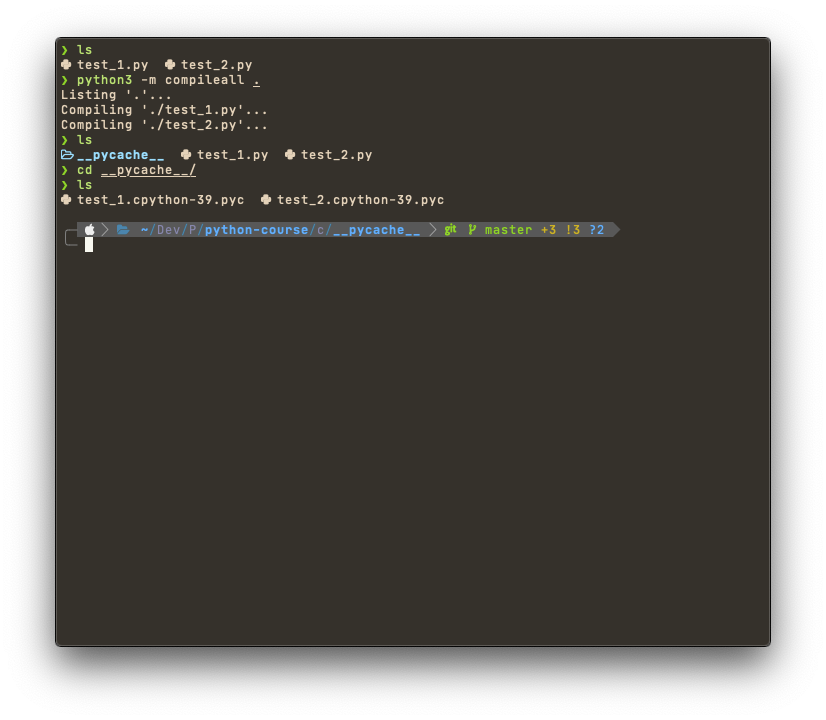 ❯ ls
test_1.py test_2.py
❯ python3 -m compileall .
Listing '.'...
Compiling './test_1.py'...
Compiling './test_2.py'...
❯ ls
__pycache__ test_1.py test_2.py
❯ cd __pycache__/
❯ ls
test_1.cpython-39.pyc test_2.cpython-39.pyc
~/Dev/P/python-course/c/__pycache__ git master +3 !3 ?2